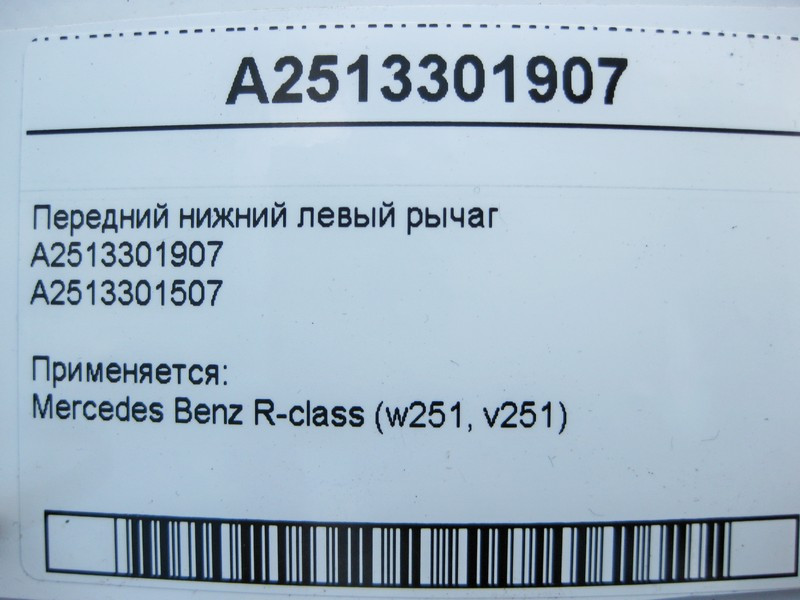 A2513301907
Передний нижний левый рычаг
A2513301907
A2513301507
Применяется:
Mercedes Benz R-class (w251, v251)